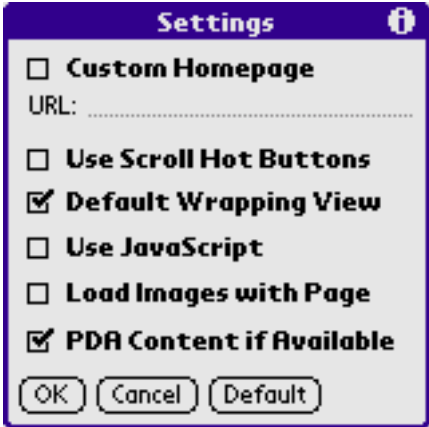 Settings
Custom Homepage
URL:
Use Scroll Hot Buttons
Default Wrapping View
Use JavaScript
Load Images with Page
PDA Content if Available
OK Cancel Default